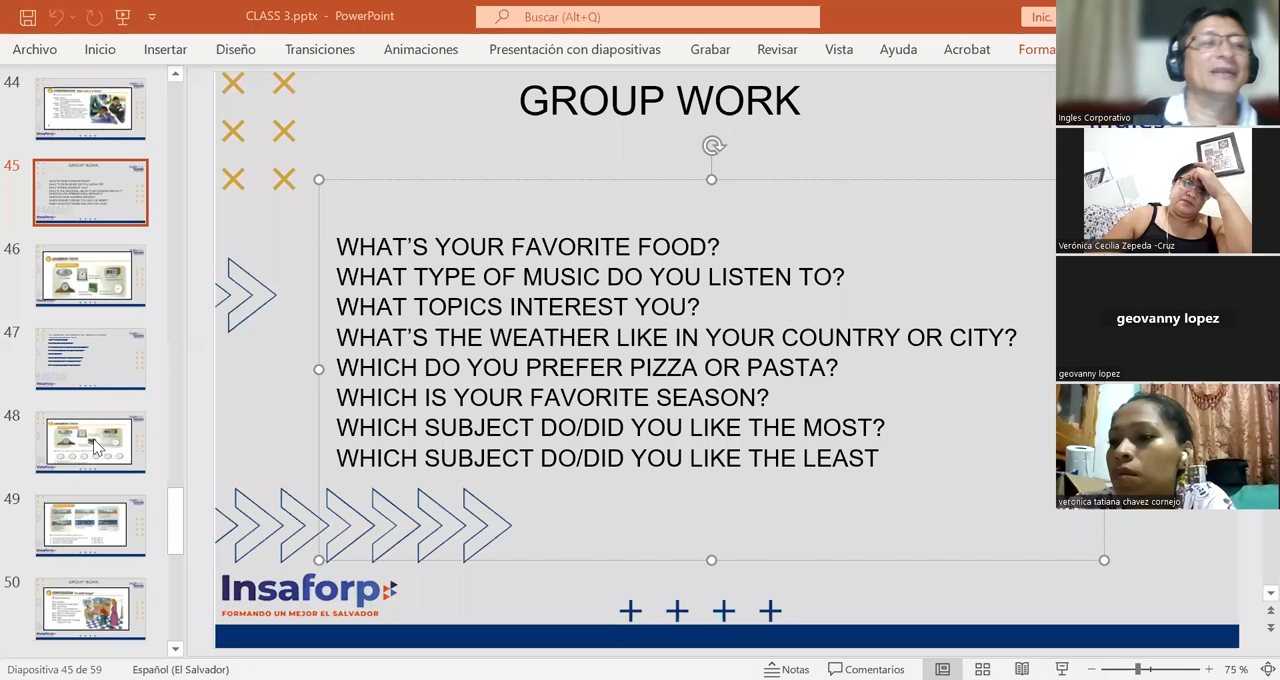 CLASS 3.pptx - PowerPoint
Buscar (Alt+Q)
Inic.
Archivo Inicio Insertar Diseño Transiciones Animaciones Presentación con diapositivas Grabar Revisar Vista Ayuda Acrobat Forma
44
45
46
47
48
49
50
GROUP WORK
WHAT'S YOUR FAVORITE FOOD?
WHAT TYPE OF MUSIC DO YOU LISTEN TO?
WHAT TOPICS INTEREST YOU?
WHAT'S THE WEATHER LIKE IN YOUR COUNTRY OR CITY?
WHICH DO YOU PREFER PIZZA OR PASTA?
WHICH IS YOUR FAVORITE SEASON?
WHICH SUBJECT DO/DID YOU LIKE THE MOST?
WHICH SUBJECT DO/DID YOU LIKE THE LEAST
Insaforp
FORMANDO UN MEJOR EL SALVADOR
Ingles Corporativo
Verónica Cecilia Zepeda -Cruz
geovanny lopez
geovanny lopez
veronica tatiana chavez cornejo
Diapositiva 45 de 59
Español (El Salvador)
Notas
Comentarios
75 %